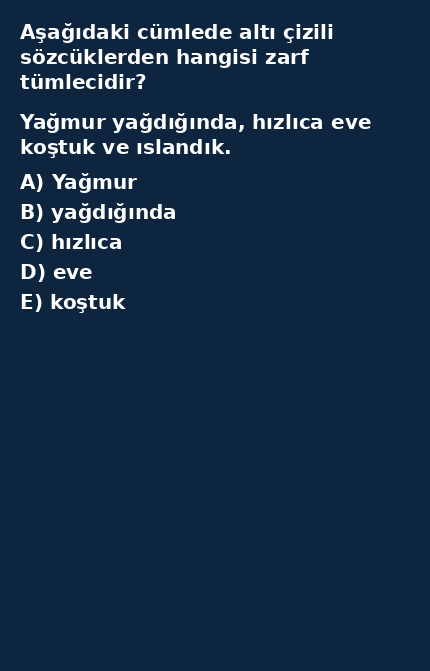 Aşağıdaki cümlede altı çizili
sözcüklerden hangisi zarf
tümlecidir?
Yağmur yağdığında, hızlıca eve
koştuk ve ıslandık.
A) Yağmur
B) yağdığında
C) hızlıca
D) eve
E) koştuk